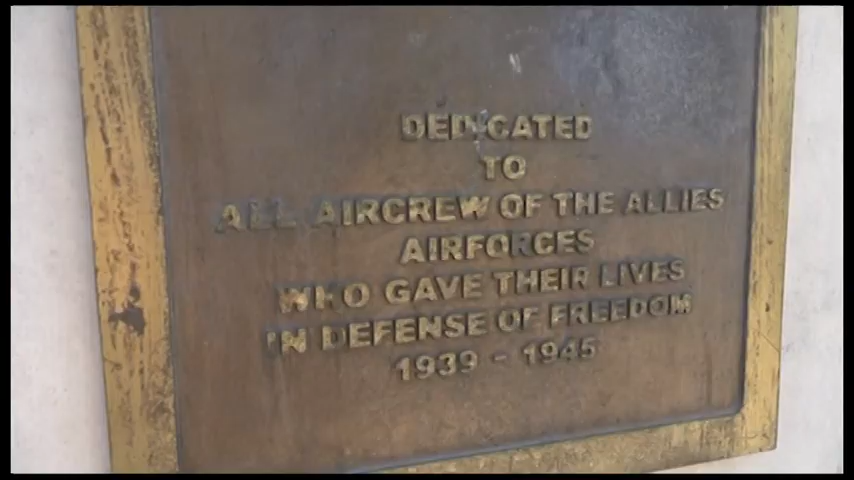 DEDICATED
TO
ALL AIRCREW OF THE ALLIES
AIRFORCES
WHO GAVE THEIR LIVES
IN DEFENSE OF FREEDOM
1939 - 1945